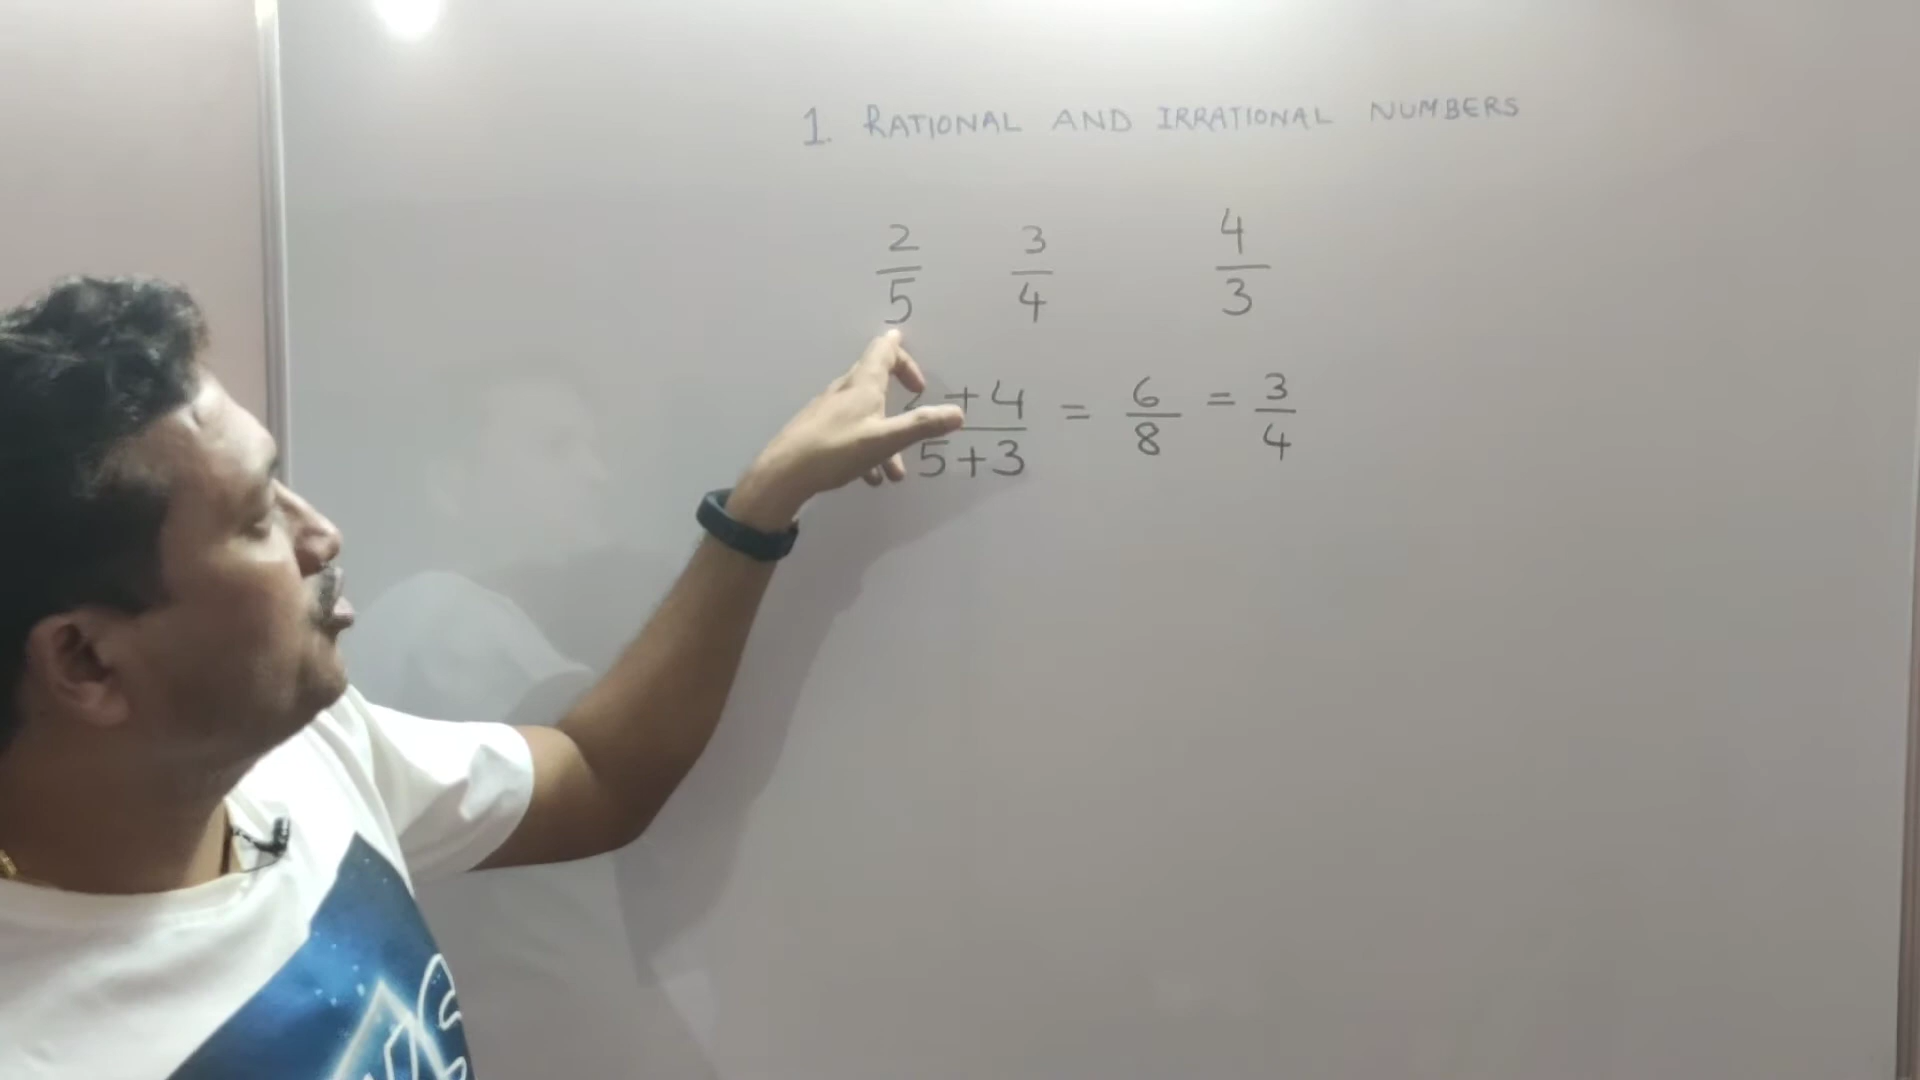 1. RATIONAL AND IRRATIONAL NUMBERS
2/5 3/4 4/3
+4/5+3 = 6/8 = 3/4